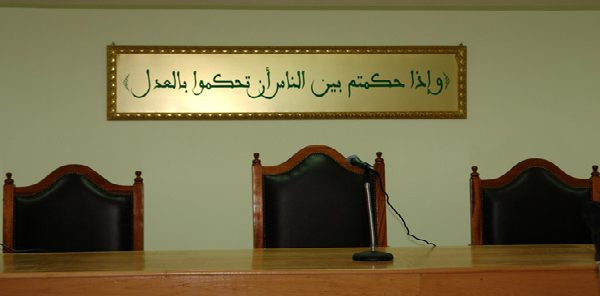 ﴿وإذا حكمتم بين الناس أن تحكموا بالعدل﴾